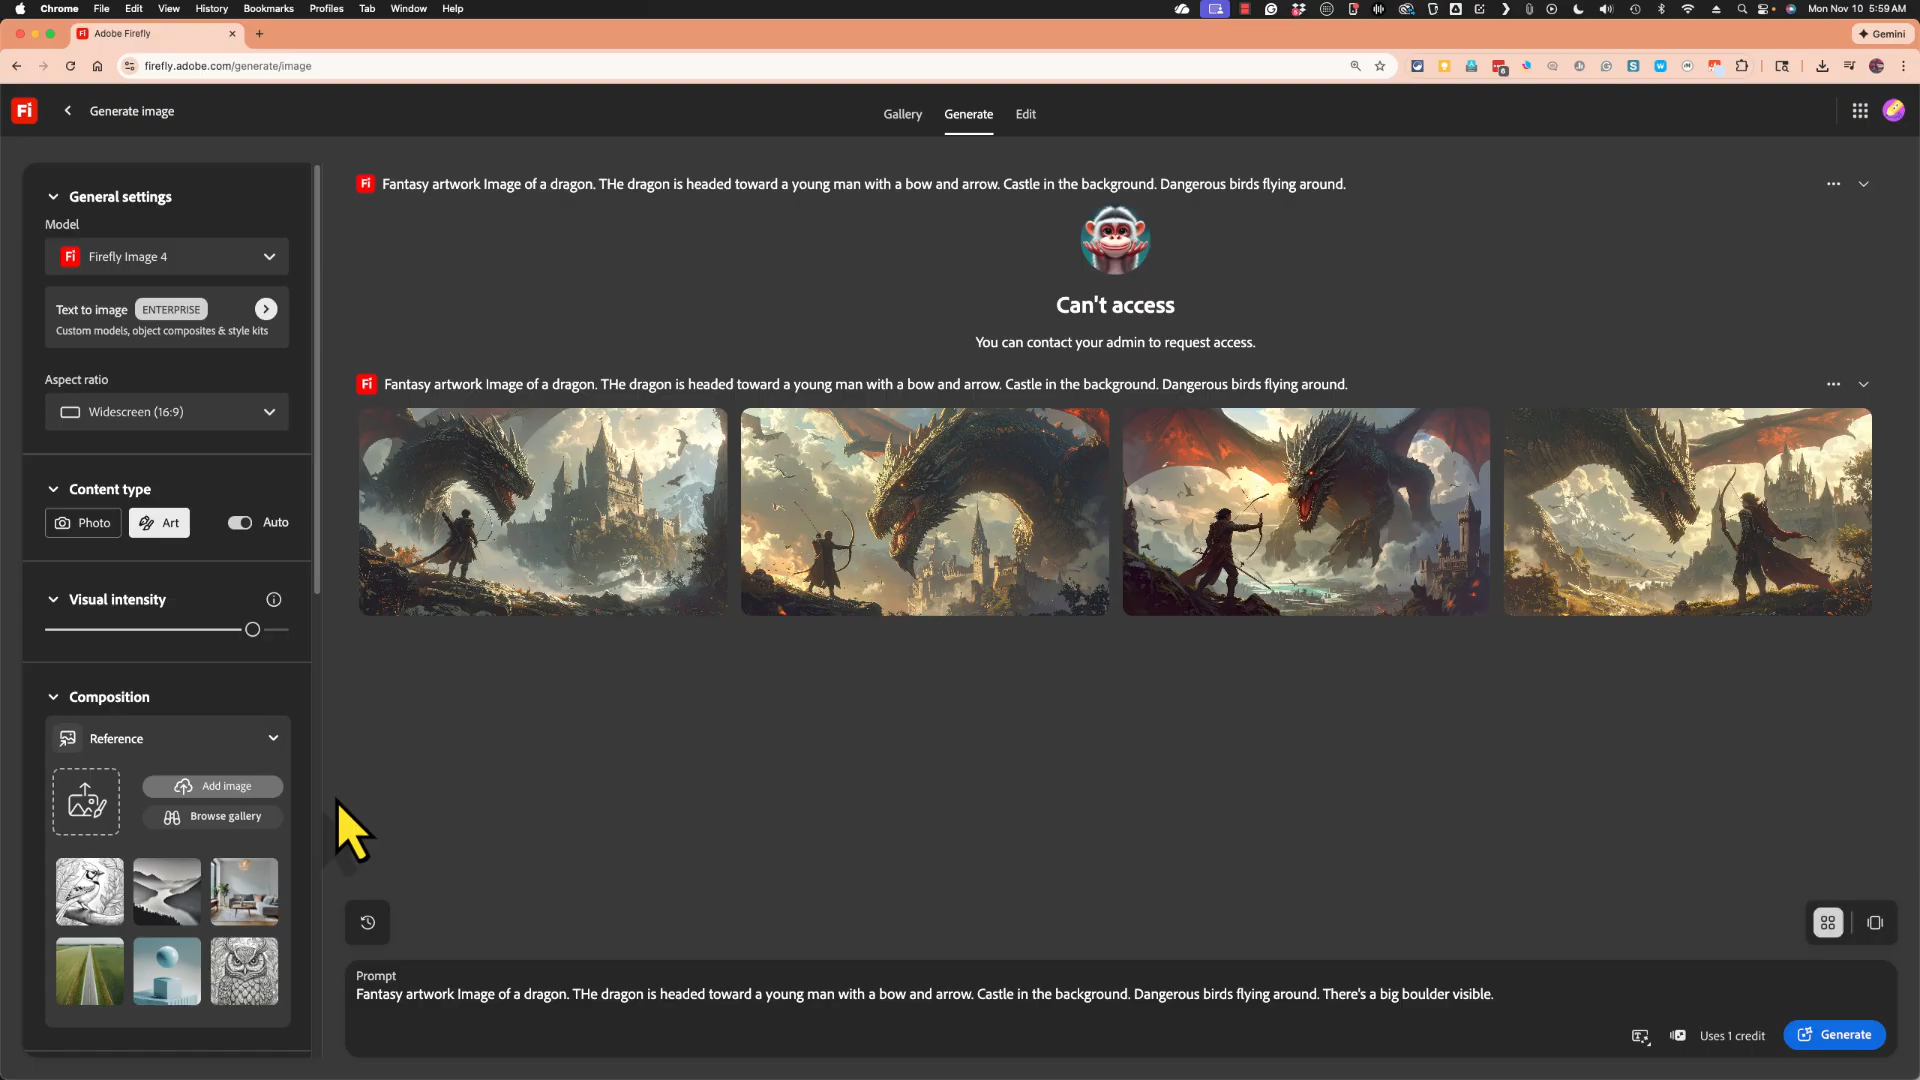 Chrome File Edit View History Bookmarks Profiles Tab Window Help
Mon Nov 10 5:59 AM
Adobe Firefly
Gemini
firefly.adobe.com/generate/image
6
Fi
Generate image
Gallery Generate Edit
General settings
Model
Fi Firefly Image 4
Text to image ENTERPRISE
Custom models, object composites & style kits
Aspect ratio
Widescreen (16:9)
Content type
Photo Art Auto
Visual intensity
Composition
Reference
Add image
Browse gallery
Fi Fantasy artwork Image of a dragon. THe dragon is headed toward a young man with a bow and arrow. Castle in the background. Dangerous birds flying around.
Can't access
You can contact your admin to request access.
Fi Fantasy artwork Image of a dragon. THe dragon is headed toward a young man with a bow and arrow. Castle in the background. Dangerous birds flying around.
Prompt
Fantasy artwork Image of a dragon. THe dragon is headed toward a young man with a bow and arrow. Castle in the background. Dangerous birds flying around. There's a big boulder visible.
Uses 1 credit
Generate